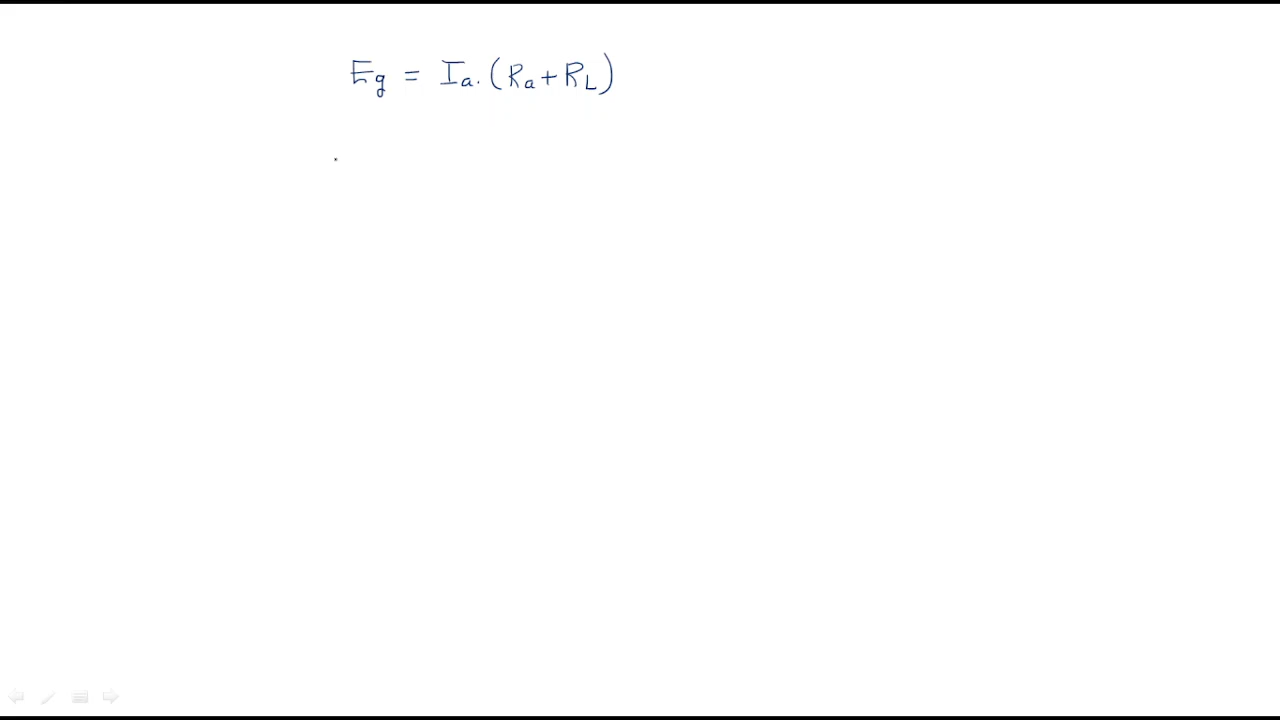 Eg = Ia. (Ra+RL)